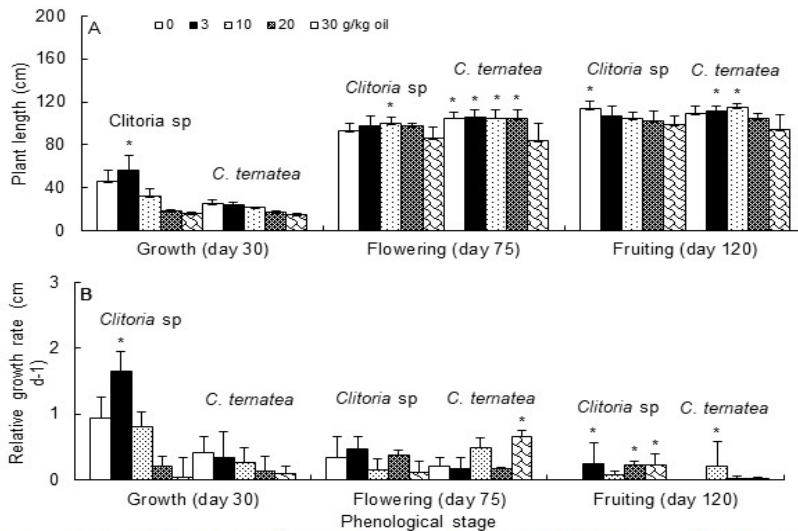 A
0 3 10 20 30 g/kg oil
Plant length (cm)
200
160
120
80
40
0
Clitoria sp
*
C. ternatea
Clitoria sp
*
C. ternatea
* * * *
Clitoria sp
*
C. ternatea
* *
Growth (day 30) Flowering (day 75) Fruiting (day 120)
B
Relative growth rate (cm
d-1)
3
2
1
0
Clitoria sp
*
C. ternatea
Clitoria sp
C. ternatea
*
Clitoria sp
* * *
C. ternatea
*
Growth (day 30) Flowering (day 75) Fruiting (day 120)
Phenological stage